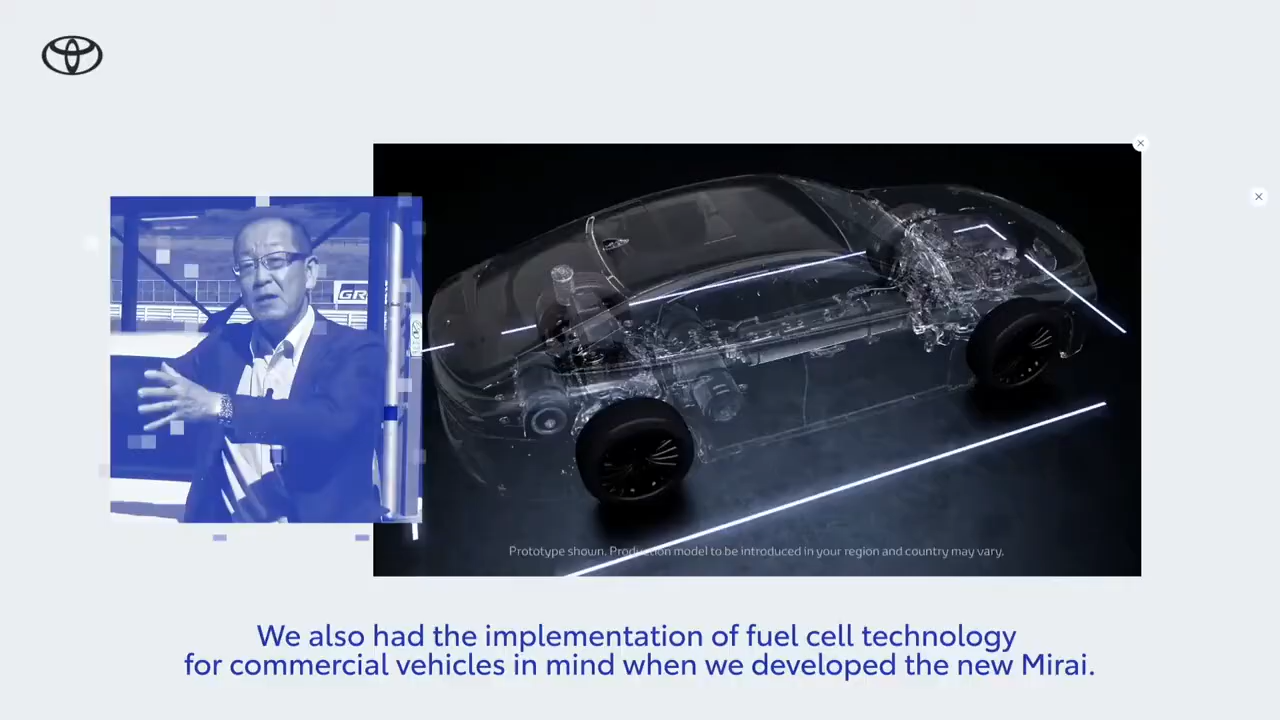 GR
Prototype shown. Production model to be introduced in your region and country may vary.
We also had the implementation of fuel cell technology
for commercial vehicles in mind when we developed the new Mirai.